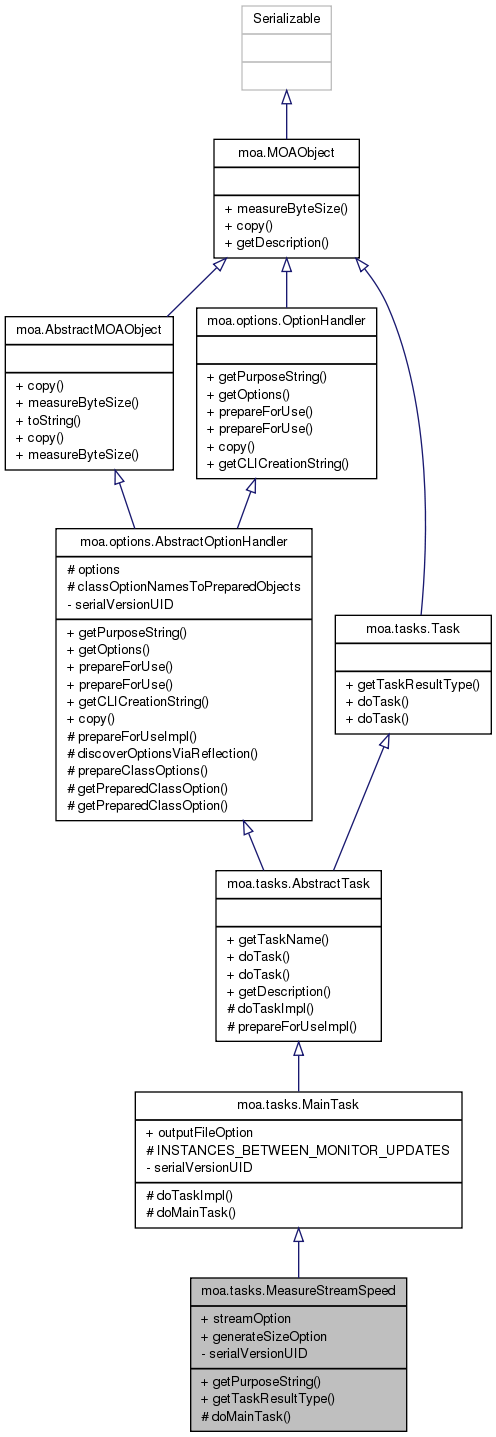 Serializable
moa.MOAObject
+ measureByteSize()
+ copy()
+ getDescription()
moa.AbstractMOAObject
+ copy()
+ measureByteSize()
+ toString()
+ copy()
+ measureByteSize()
moa.options.OptionHandler
+ getPurposeString()
+ getOptions()
+ prepareForUse()
+ prepareForUse()
+ copy()
+ getCLICreationString()
moa.options.AbstractOptionHandler
# options
# classOptionNamesToPreparedObjects
- serialVersionUID
+ getPurposeString()
+ getOptions()
+ prepareForUse()
+ prepareForUse()
+ getCLICreationString()
+ copy()
# prepareForUseImpl()
# discoverOptionsViaReflection()
# prepareClassOptions()
# getPreparedClassOption()
# getPreparedClassOption()
moa.tasks.Task
+ getTaskResultType()
+ doTask()
+ doTask()
moa.tasks.AbstractTask
+ getTaskName()
+ doTask()
+ doTask()
+ getDescription()
# doTaskImpl()
# prepareForUseImpl()
moa.tasks.MainTask
+ outputFileOption
# INSTANCES_BETWEEN_MONITOR_UPDATES
- serialVersionUID
# doTaskImpl()
# doMainTask()
moa.tasks.MeasureStreamSpeed
+ streamOption
+ generateSizeOption
- serialVersionUID
+ getPurposeString()
+ getTaskResultType()
# doMainTask()